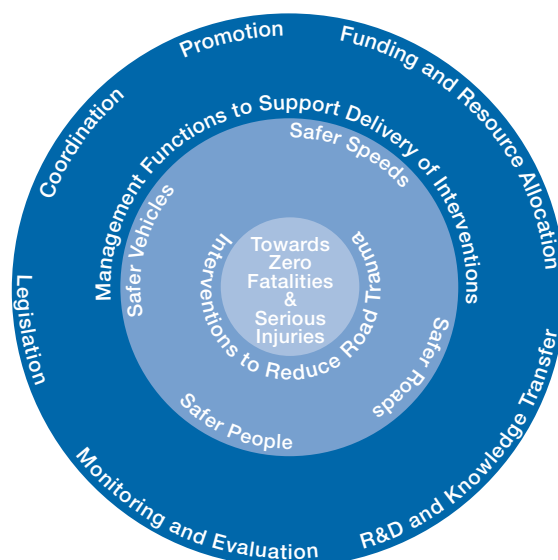 Promotion
Funding and Resource Allocation
Coordination
Management Functions to Support Delivery of Interventions
Safer Speeds
Safer Vehicles
Towards
Zero
Fatalities
&
Serious
Injuries
Interventions to Reduce Road Trauma
Legislation
Safer Roads
Safer People
R&D and Knowledge Transfer
Monitoring and Evaluation